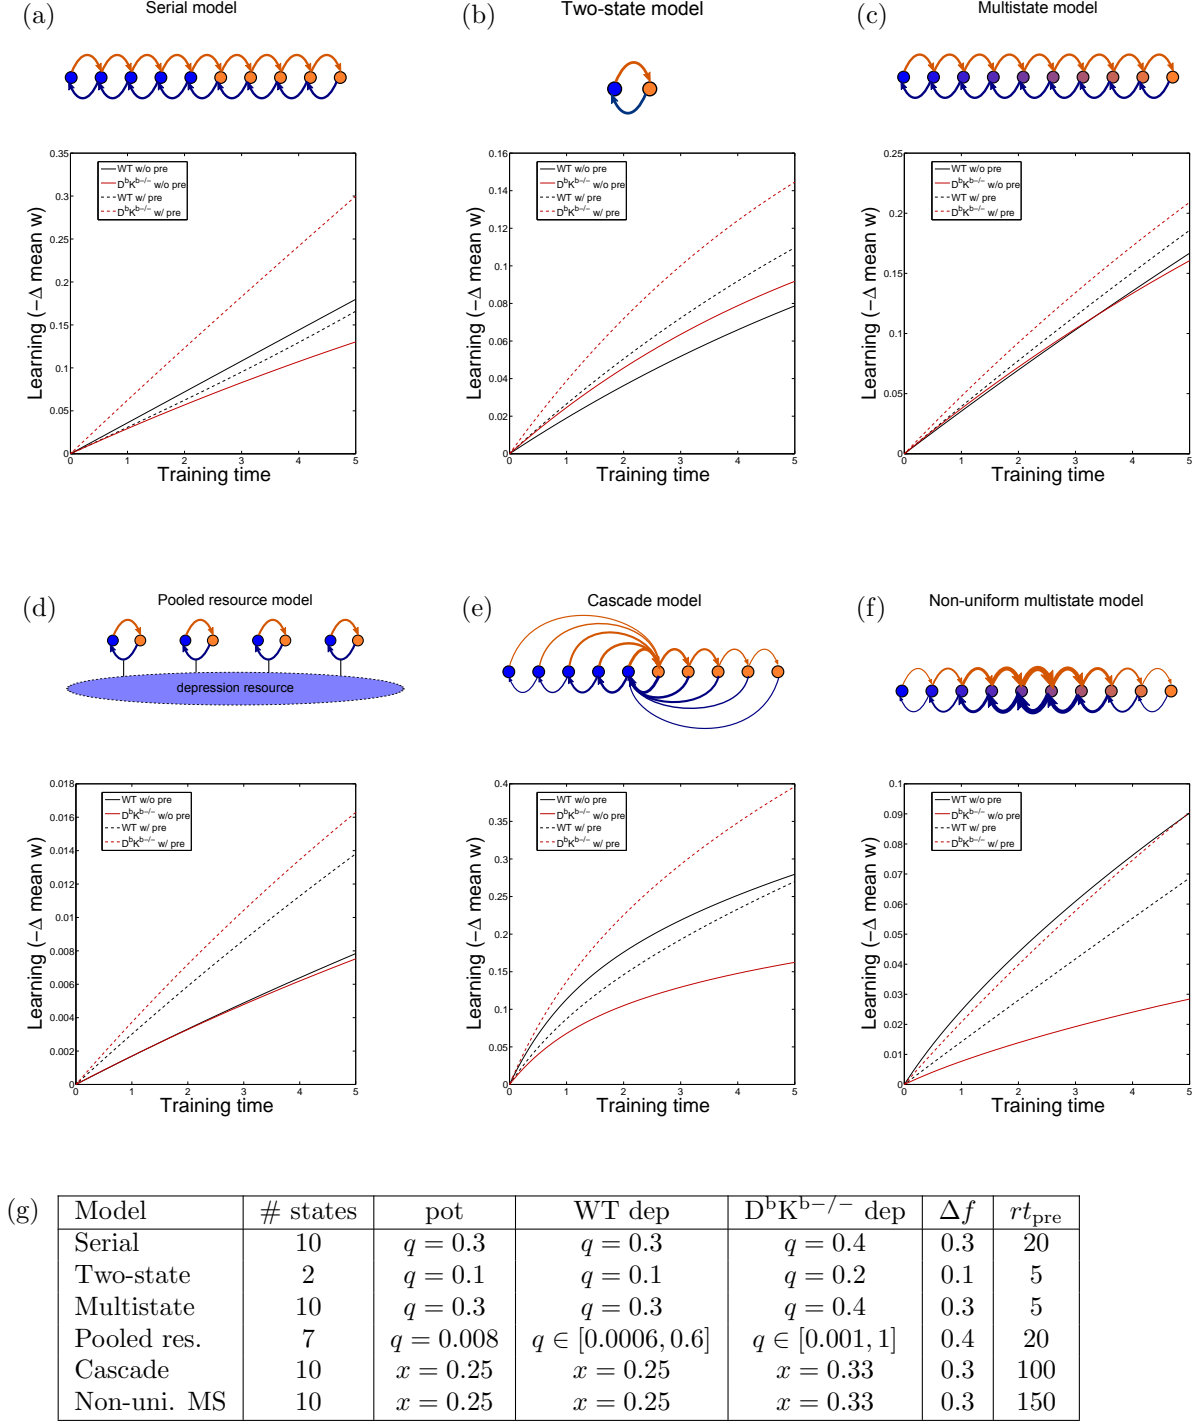 (a)
Serial model
0.35
0.3
0.25
0.2
0.15
0.1
0.05
0
WT w/o pre
DᵇKᵇ⁻/⁻ w/o pre
WT w/ pre
DᵇKᵇ⁻/⁻ w/ pre
Learning (−Δ mean w)
0 1 2 3 4 5
Training time
(b)
Two-state model
0.16
0.14
0.12
0.1
0.08
0.06
0.04
0.02
0
WT w/o pre
DᵇKᵇ⁻/⁻ w/o pre
WT w/ pre
DᵇKᵇ⁻/⁻ w/ pre
Learning (−Δ mean w)
0 1 2 3 4 5
Training time
(c)
Multistate model
0.25
0.2
0.15
0.1
0.05
0
WT w/o pre
DᵇKᵇ⁻/⁻ w/o pre
WT w/ pre
DᵇKᵇ⁻/⁻ w/ pre
Learning (−Δ mean w)
0 1 2 3 4 5
Training time
(d)
Pooled resource model
depression resource
0.018
0.016
0.014
0.012
0.01
0.008
0.006
0.004
0.002
0
WT w/o pre
DᵇKᵇ⁻/⁻ w/o pre
WT w/ pre
DᵇKᵇ⁻/⁻ w/ pre
Learning (−Δ mean w)
0 1 2 3 4 5
Training time
(e)
Cascade model
0.4
0.35
0.3
0.25
0.2
0.15
0.1
0.05
0
WT w/o pre
DᵇKᵇ⁻/⁻ w/o pre
WT w/ pre
DᵇKᵇ⁻/⁻ w/ pre
Learning (−Δ mean w)
0 1 2 3 4 5
Training time
(f)
Non-uniform multistate model
0.1
0.09
0.08
0.07
0.06
0.05
0.04
0.03
0.02
0.01
0
WT w/o pre
DᵇKᵇ⁻/⁻ w/o pre
WT w/ pre
DᵇKᵇ⁻/⁻ w/ pre
Learning (−Δ mean w)
0 1 2 3 4 5
Training time
(g)
Model # states pot WT dep DᵇKᵇ⁻/⁻ dep Δf rt_pre
Serial 10 q = 0.3 q = 0.3 q = 0.4 0.3 20
Two-state 2 q = 0.1 q = 0.1 q = 0.2 0.1 5
Multistate 10 q = 0.3 q = 0.3 q = 0.4 0.3 5
Pooled res. 7 q = 0.008 q ∈ [0.0006, 0.6] q ∈ [0.001, 1] 0.4 20
Cascade 10 x = 0.25 x = 0.25 x = 0.33 0.3 100
Non-uni. MS 10 x = 0.25 x = 0.25 x = 0.33 0.3 150